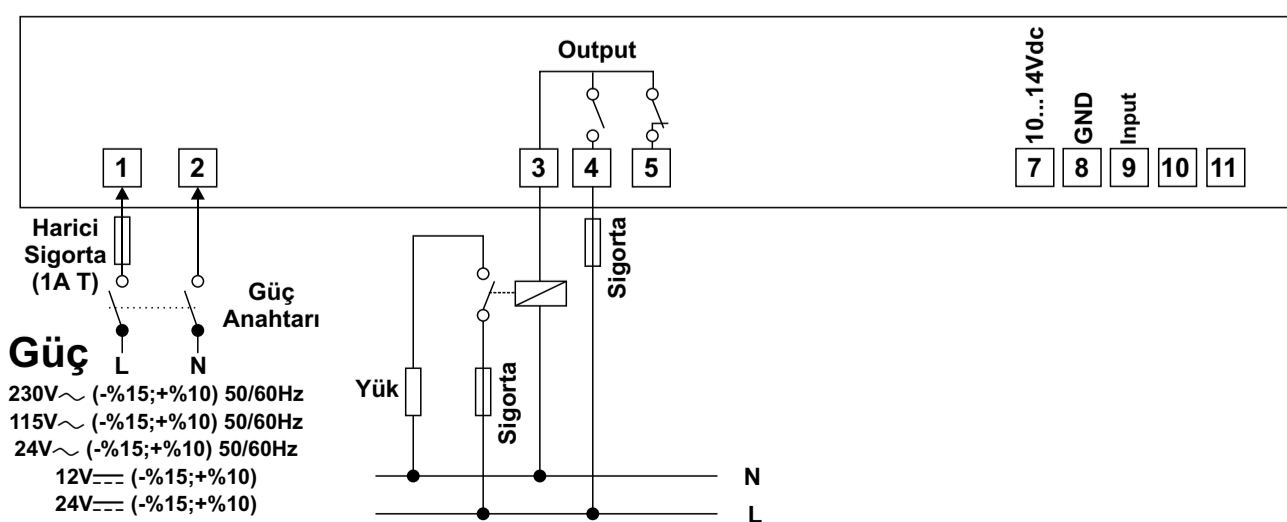 Output
10...14Vdc
GND
Input
1
2
3
4
5
7
8
9
10
11
Harici
Sigorta
(1A T)
Güç
Anahtarı
Sigorta
Güç
L
N
230V～ (-%15;+%10) 50/60Hz
115V～ (-%15;+%10) 50/60Hz
24V～ (-%15;+%10) 50/60Hz
12V⎓ (-%15;+%10)
24V⎓ (-%15;+%10)
Yük
Sigorta
N
L